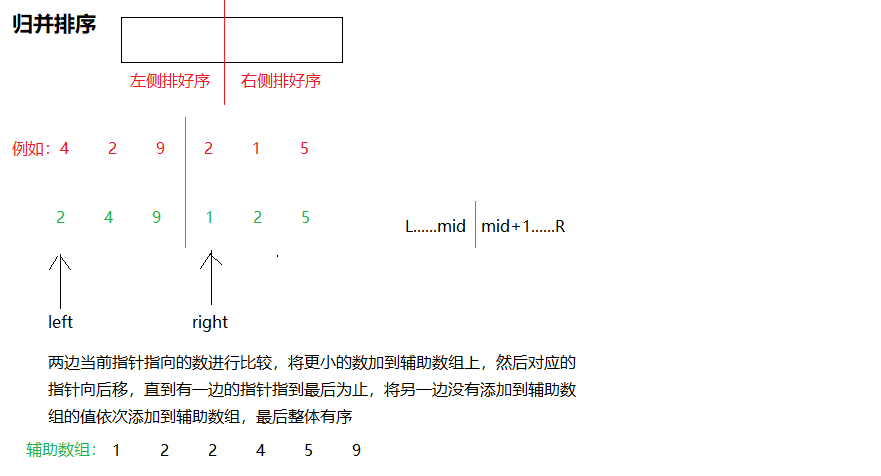 归并排序
左侧排好序 右侧排好序
例如：4 2 9 2 1 5
2 4 9 1 2 5
L......mid mid+1......R
left right
两边当前指针指向的数进行比较，将更小的数加到辅助数组上，然后对应的
指针向后移，直到有一边的指针指到最后为止，将另一边没有添加到辅助数
组的值依次添加到辅助数组，最后整体有序
辅助数组： 1 2 2 4 5 9